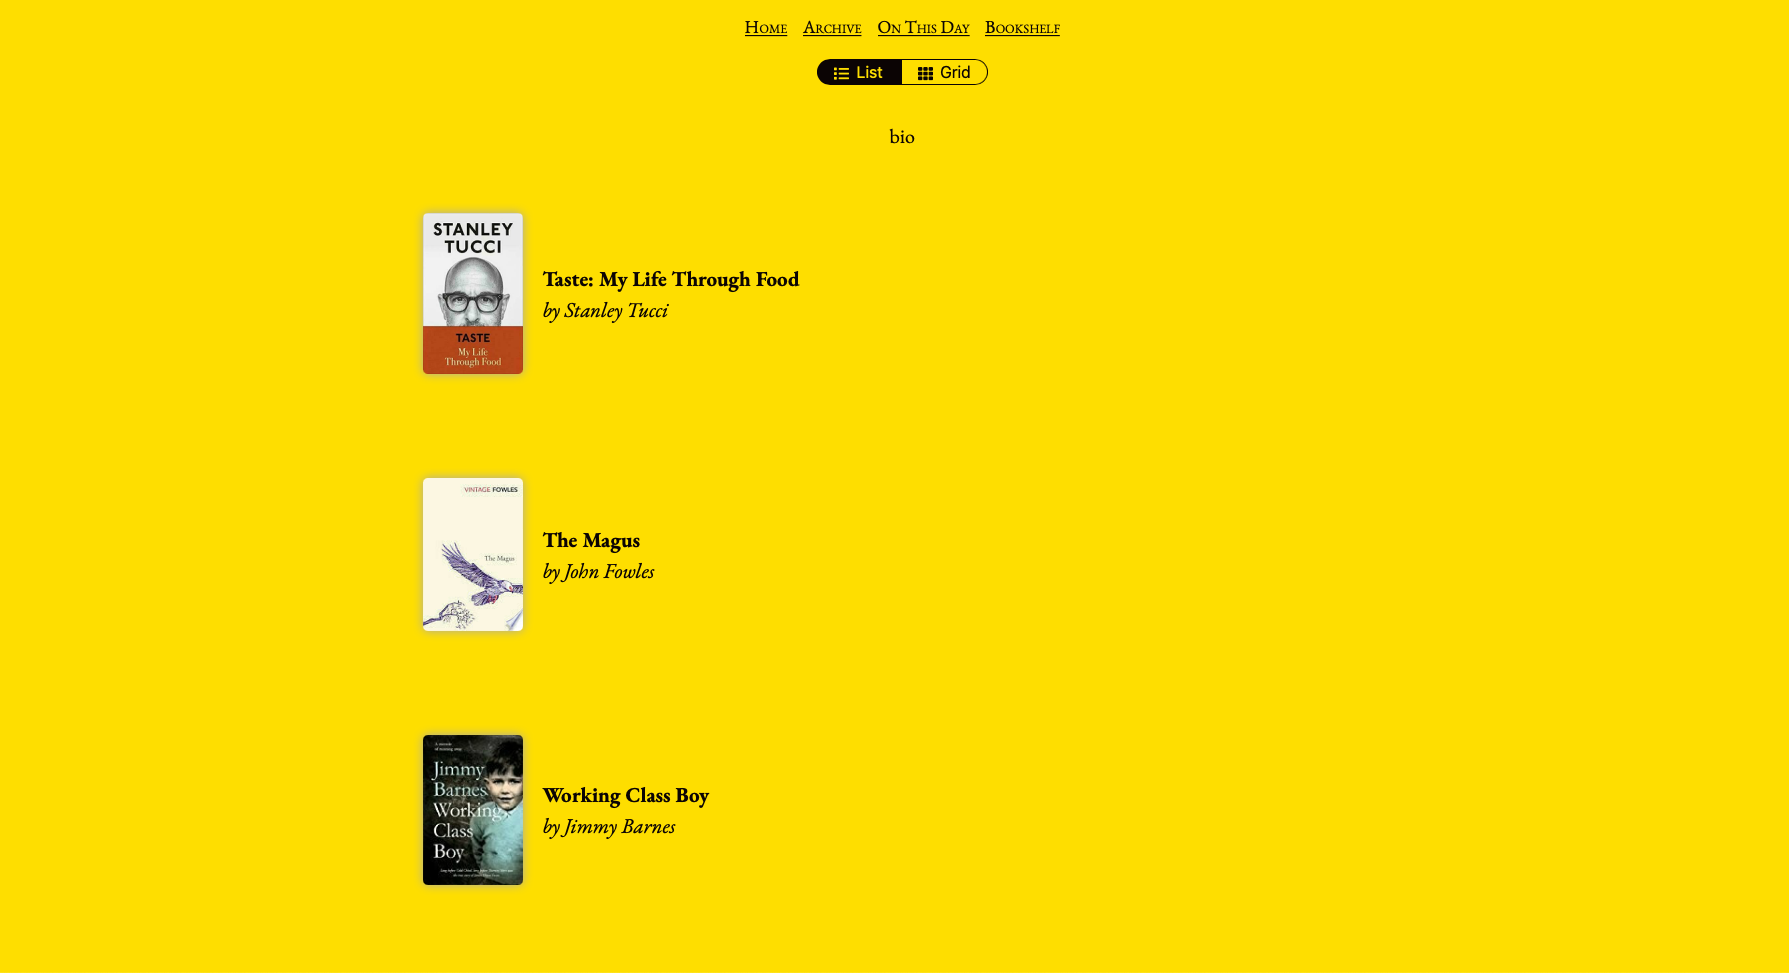 Home Archive On This Day Bookshelf
List Grid
bio
STANLEY
TUCCI
TASTE
My Life
Through Food
Taste: My Life Through Food
by Stanley Tucci
VINTAGE FOWLES
The Magus
The Magus
by John Fowles
A memoir
of running away
Jimmy
Barnes
Working
Class
Boy
Working Class Boy
by Jimmy Barnes